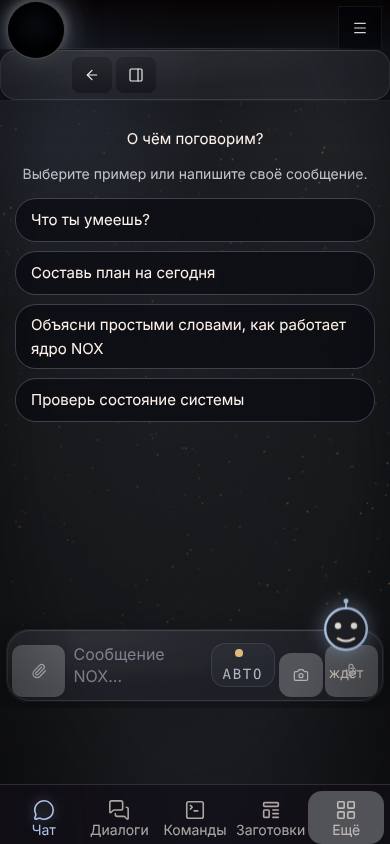 О чём поговорим?
Выберите пример или напишите своё сообщение.
Что ты умеешь?
Составь план на сегодня
Объясни простыми словами, как работает
ядро NOX
Проверь состояние системы
Сообщение
NOX...
АВТО
ждёт
Чат
Диалоги
Команды
Заготовки
Ещё